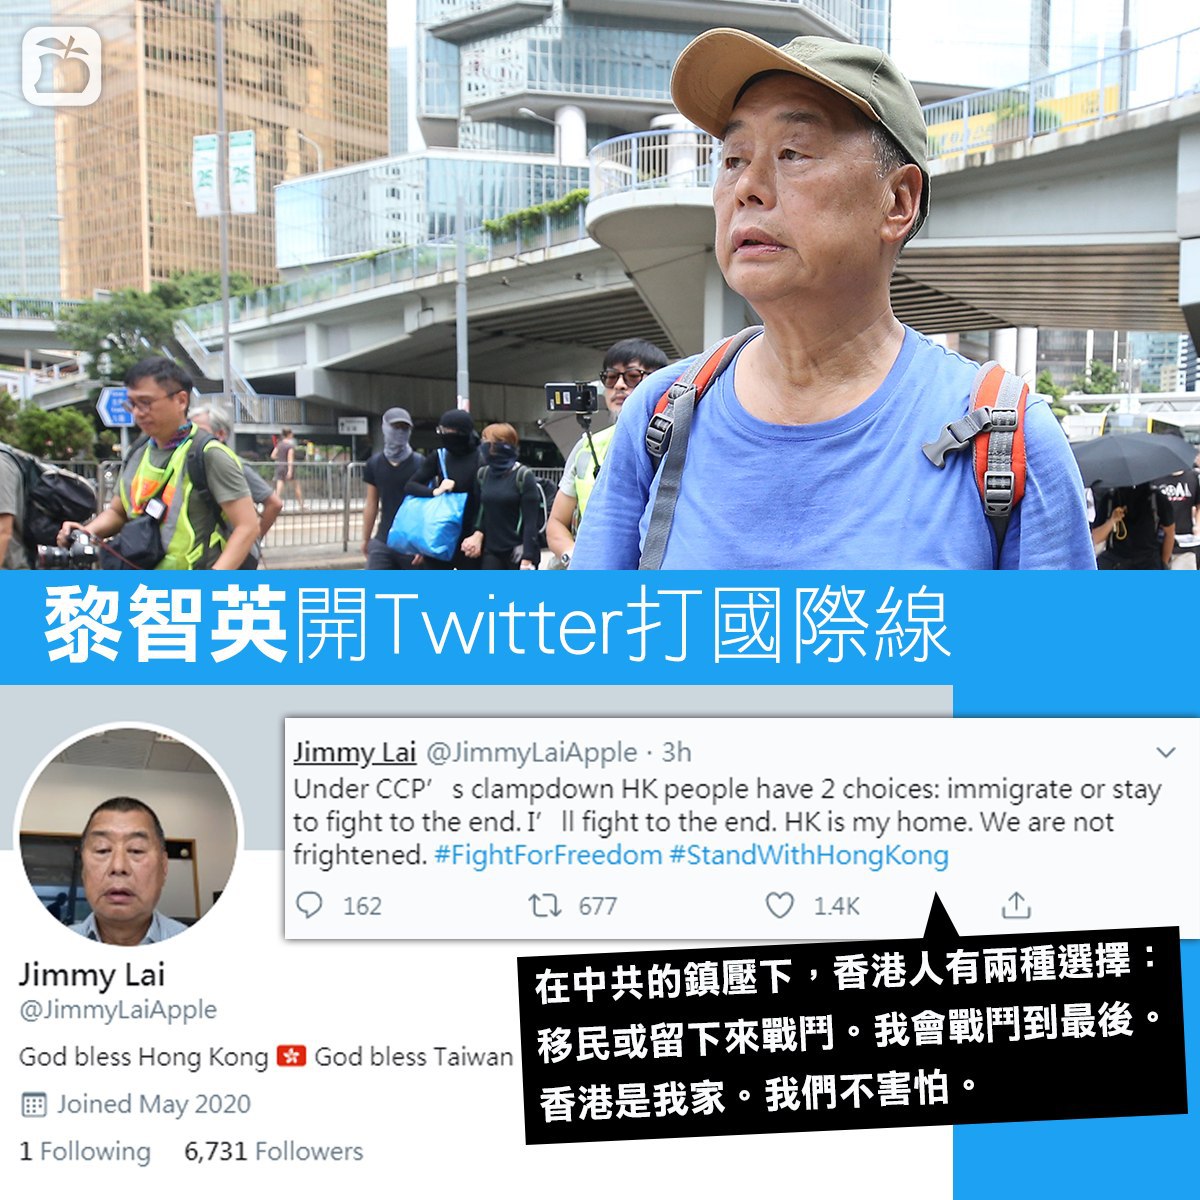 黎智英開Twitter打國際線
Jimmy Lai @JimmyLaiApple · 3h
Under CCP′ s clampdown HK people have 2 choices: immigrate or stay
to fight to the end. I′ ll fight to the end. HK is my home. We are not
frightened. #FightForFreedom #StandWithHongKong
162 677 1.4K
在中共的鎮壓下，香港人有兩種選擇：
移民或留下來戰鬥。我會戰鬥到最後。
香港是我家。我們不害怕。
Jimmy Lai
@JimmyLaiApple
God bless Hong Kong 🇭🇰 God bless Taiwan
Joined May 2020
1 Following 6,731 Followers